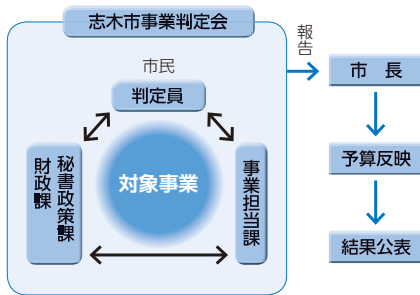 志木市事業判定会
報告
市民
判定員
市　長
秘書政策課
財政課
対象事業
事業担当課
予算反映
結果公表